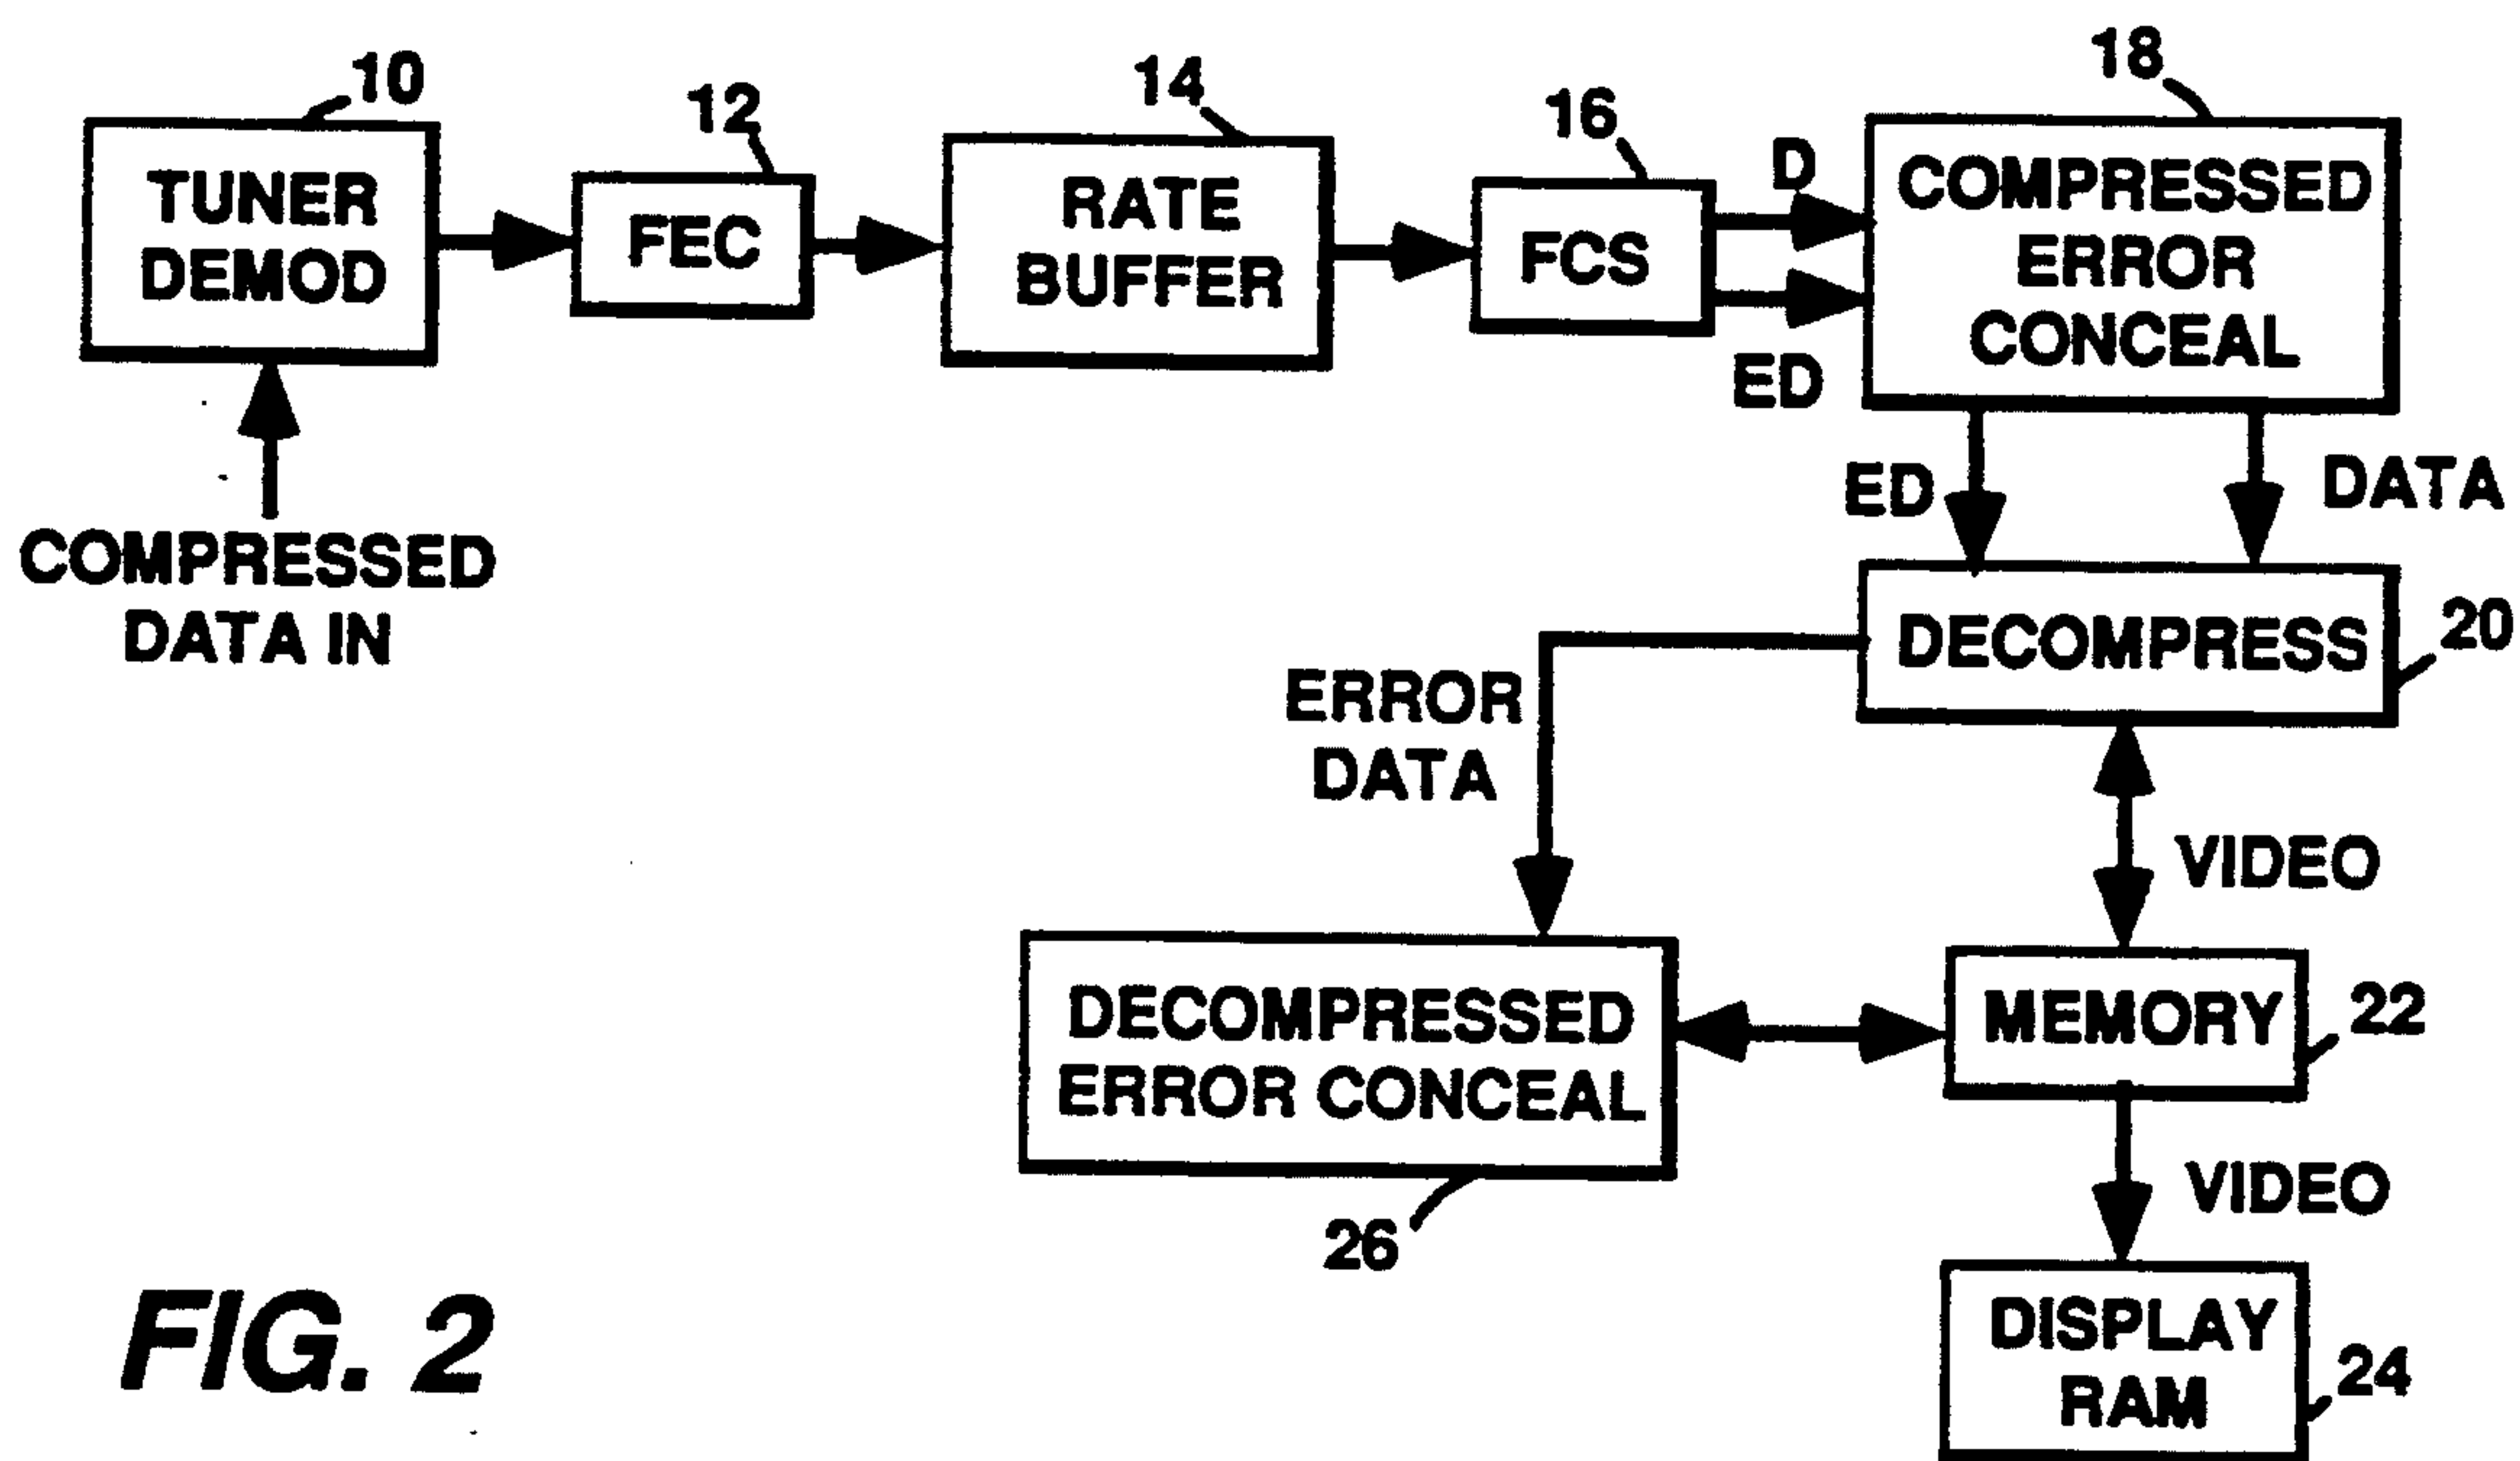 10
12
14
16
18
TUNER
DEMOD
FEC
RATE
BUFFER
FCS
D
ED
COMPRESSED
ERROR
CONCEAL
COMPRESSED
DATA IN
ED
DATA
DECOMPRESS
20
ERROR
DATA
VIDEO
DECOMPRESSED
ERROR CONCEAL
26
MEMORY
22
VIDEO
DISPLAY
RAM
24
FIG. 2